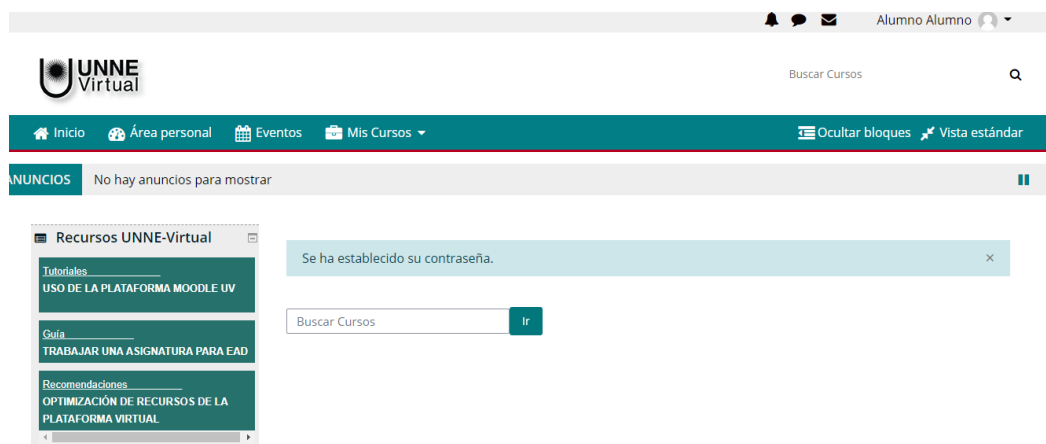 Alumno Alumno
UNNE
Virtual
Buscar Cursos
Inicio Área personal Eventos Mis Cursos Ocultar bloques Vista estándar
ANUNCIOS No hay anuncios para mostrar
Recursos UNNE-Virtual
Tutoriales
USO DE LA PLATAFORMA MOODLE UV
Guía
TRABAJAR UNA ASIGNATURA PARA EAD
Recomendaciones
OPTIMIZACIÓN DE RECURSOS DE LA
PLATAFORMA VIRTUAL
Se ha establecido su contraseña.
Buscar Cursos Ir